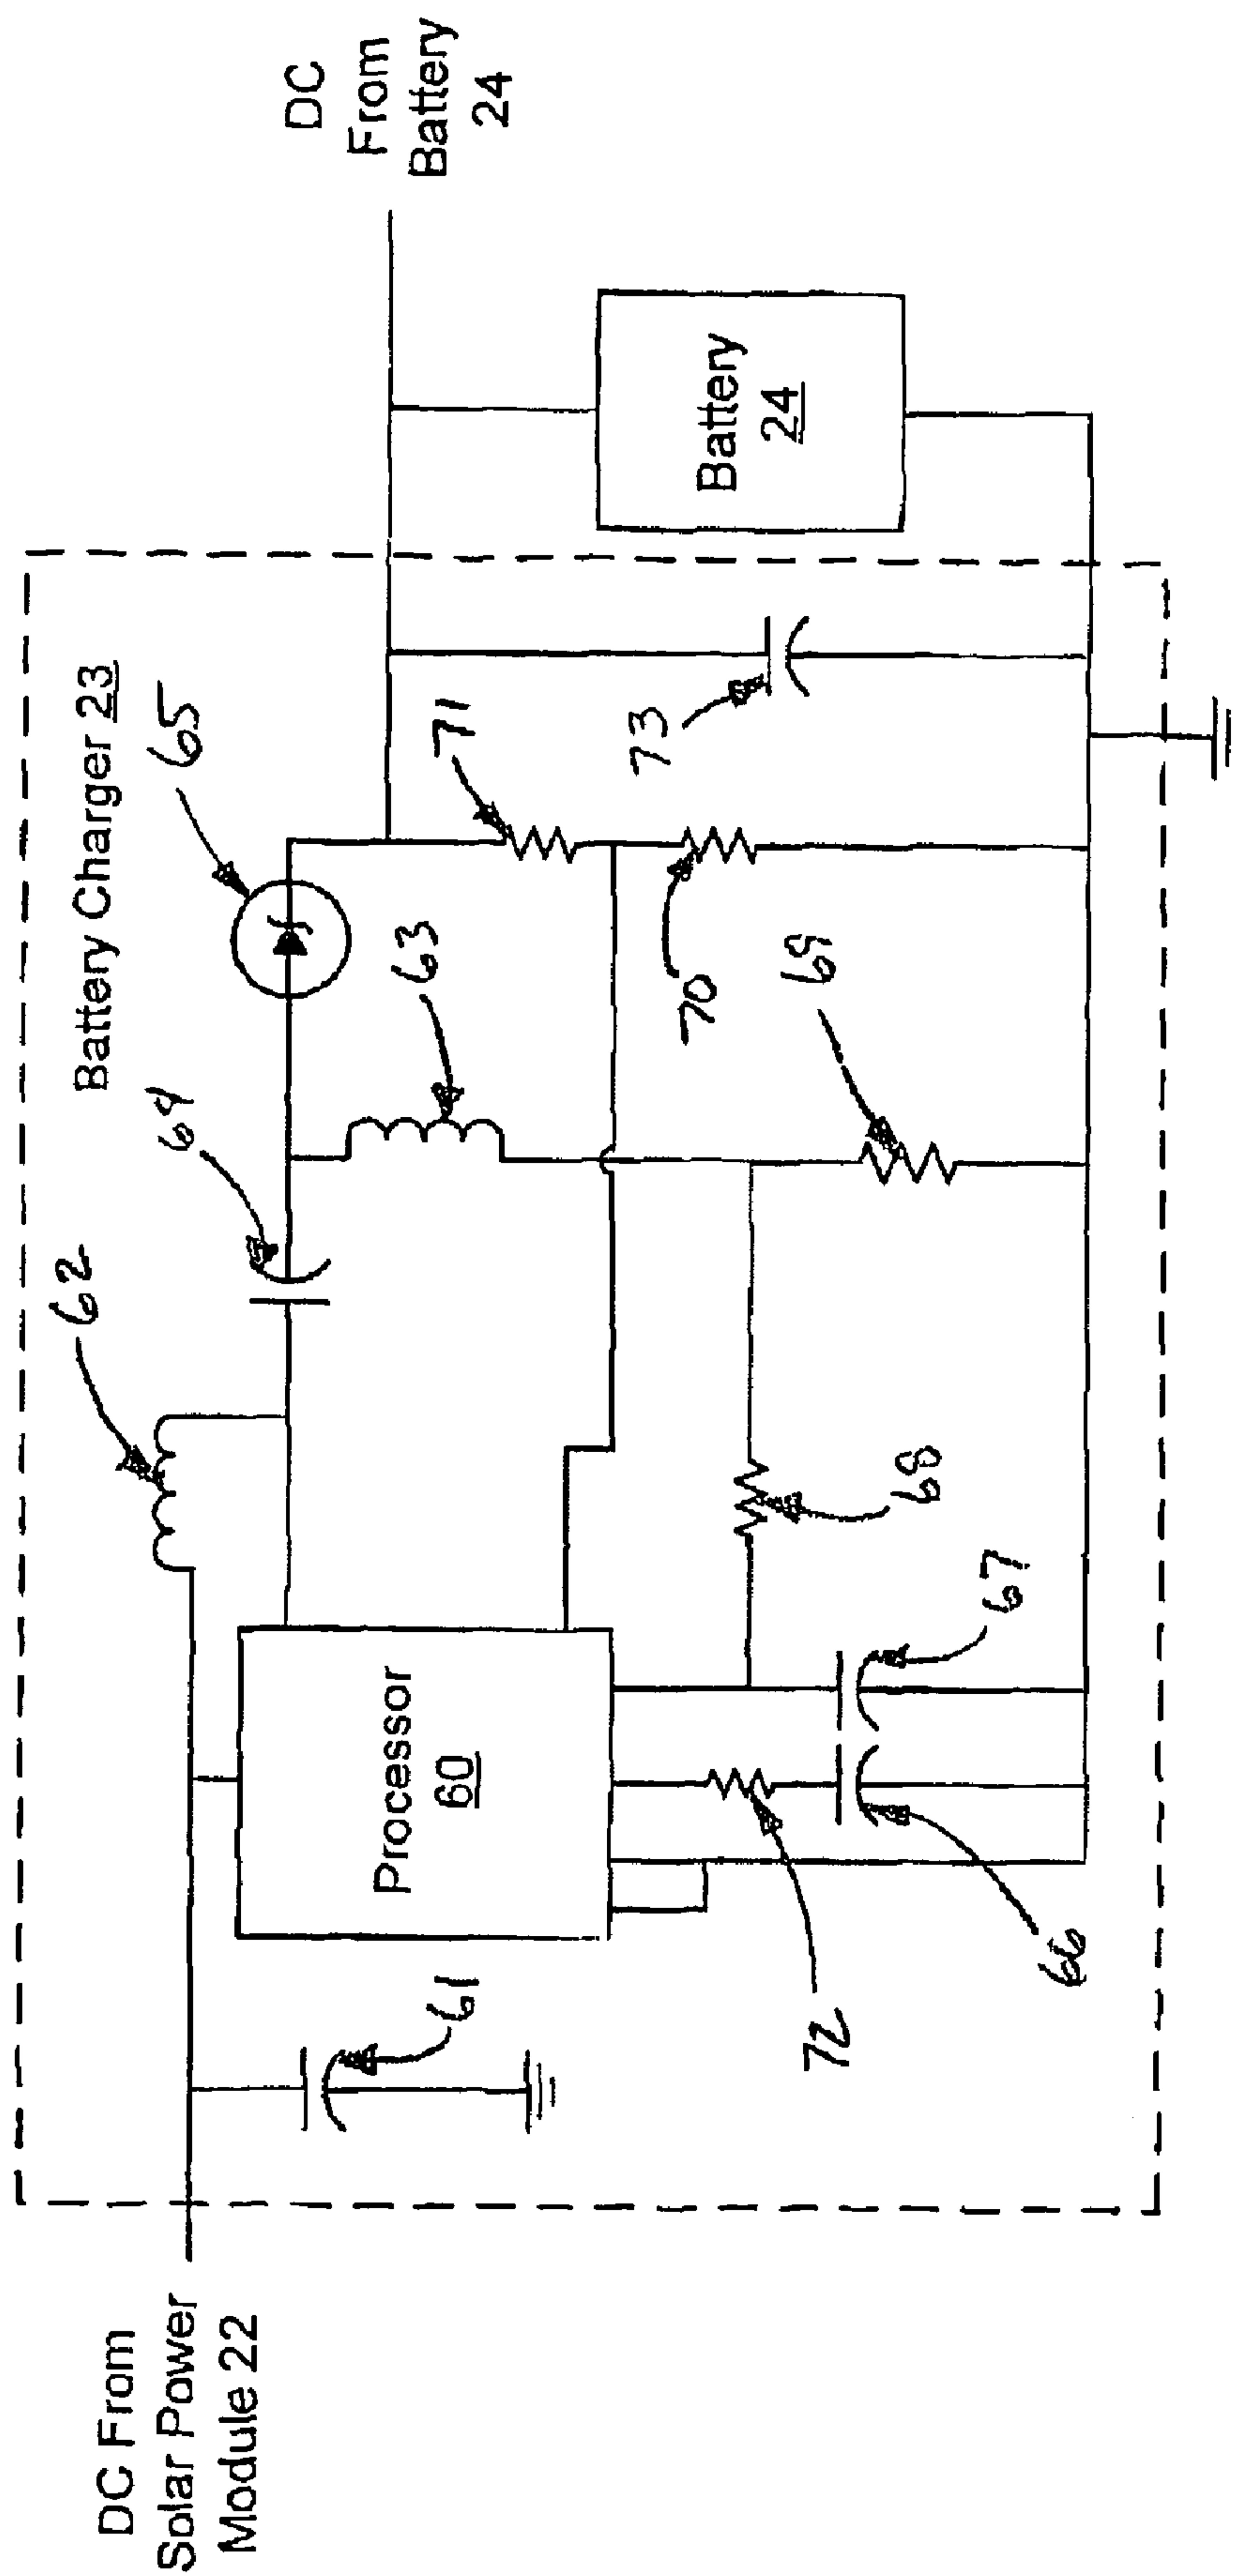 Battery Charger 23
62
64
65
63
71
73
70
69
68
67
66
72
61
Processor
60
Battery
24
DC From
Solar Power
Module 22
DC
From
Battery
24